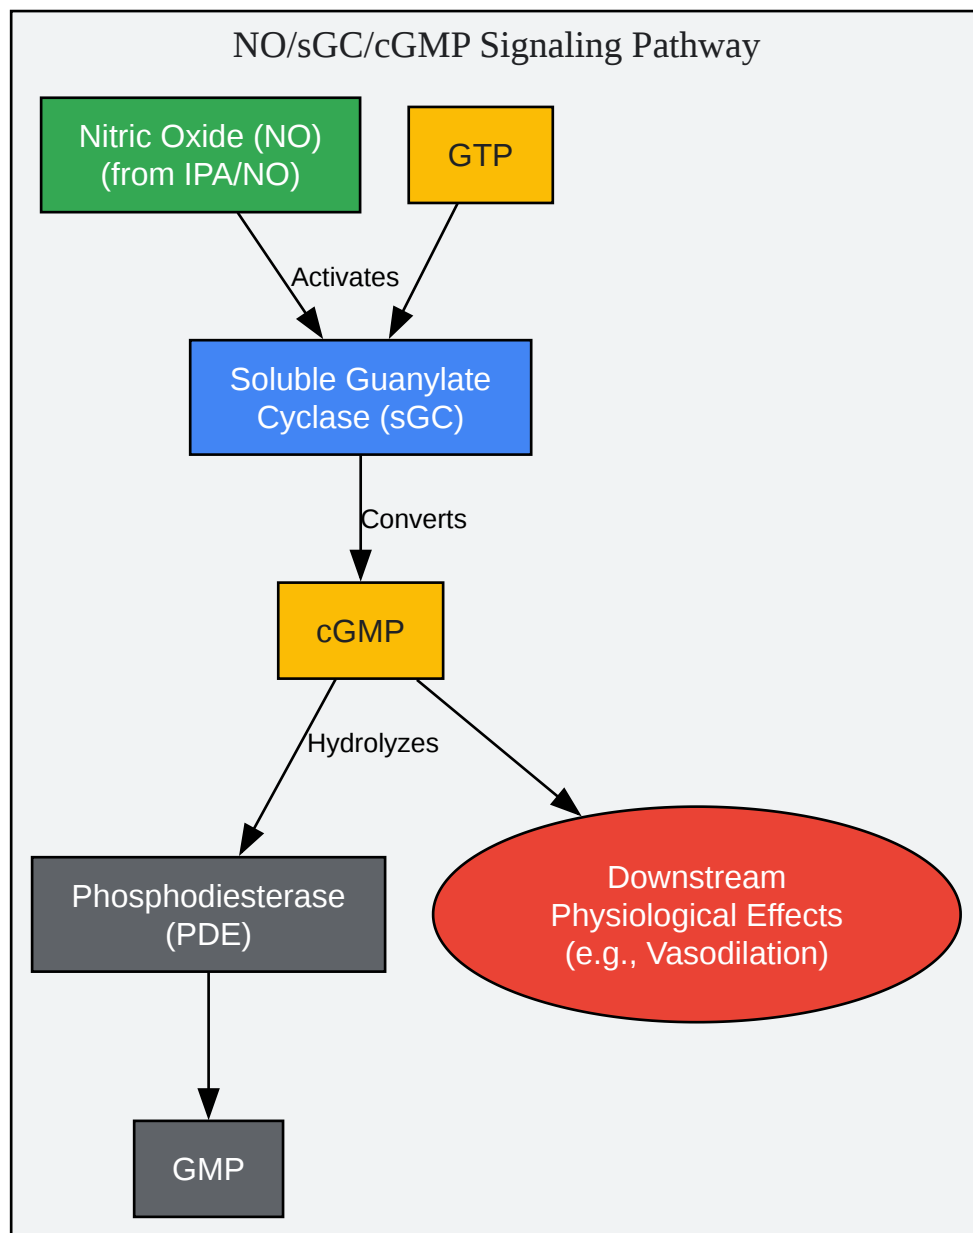 NO/sGC/cGMP Signaling Pathway
Nitric Oxide (NO)
(from IPA/NO)
GTP
Activates
Soluble Guanylate
Cyclase (sGC)
Converts
cGMP
Hydrolyzes
Phosphodiesterase
(PDE)
Downstream
Physiological Effects
(e.g., Vasodilation)
GMP